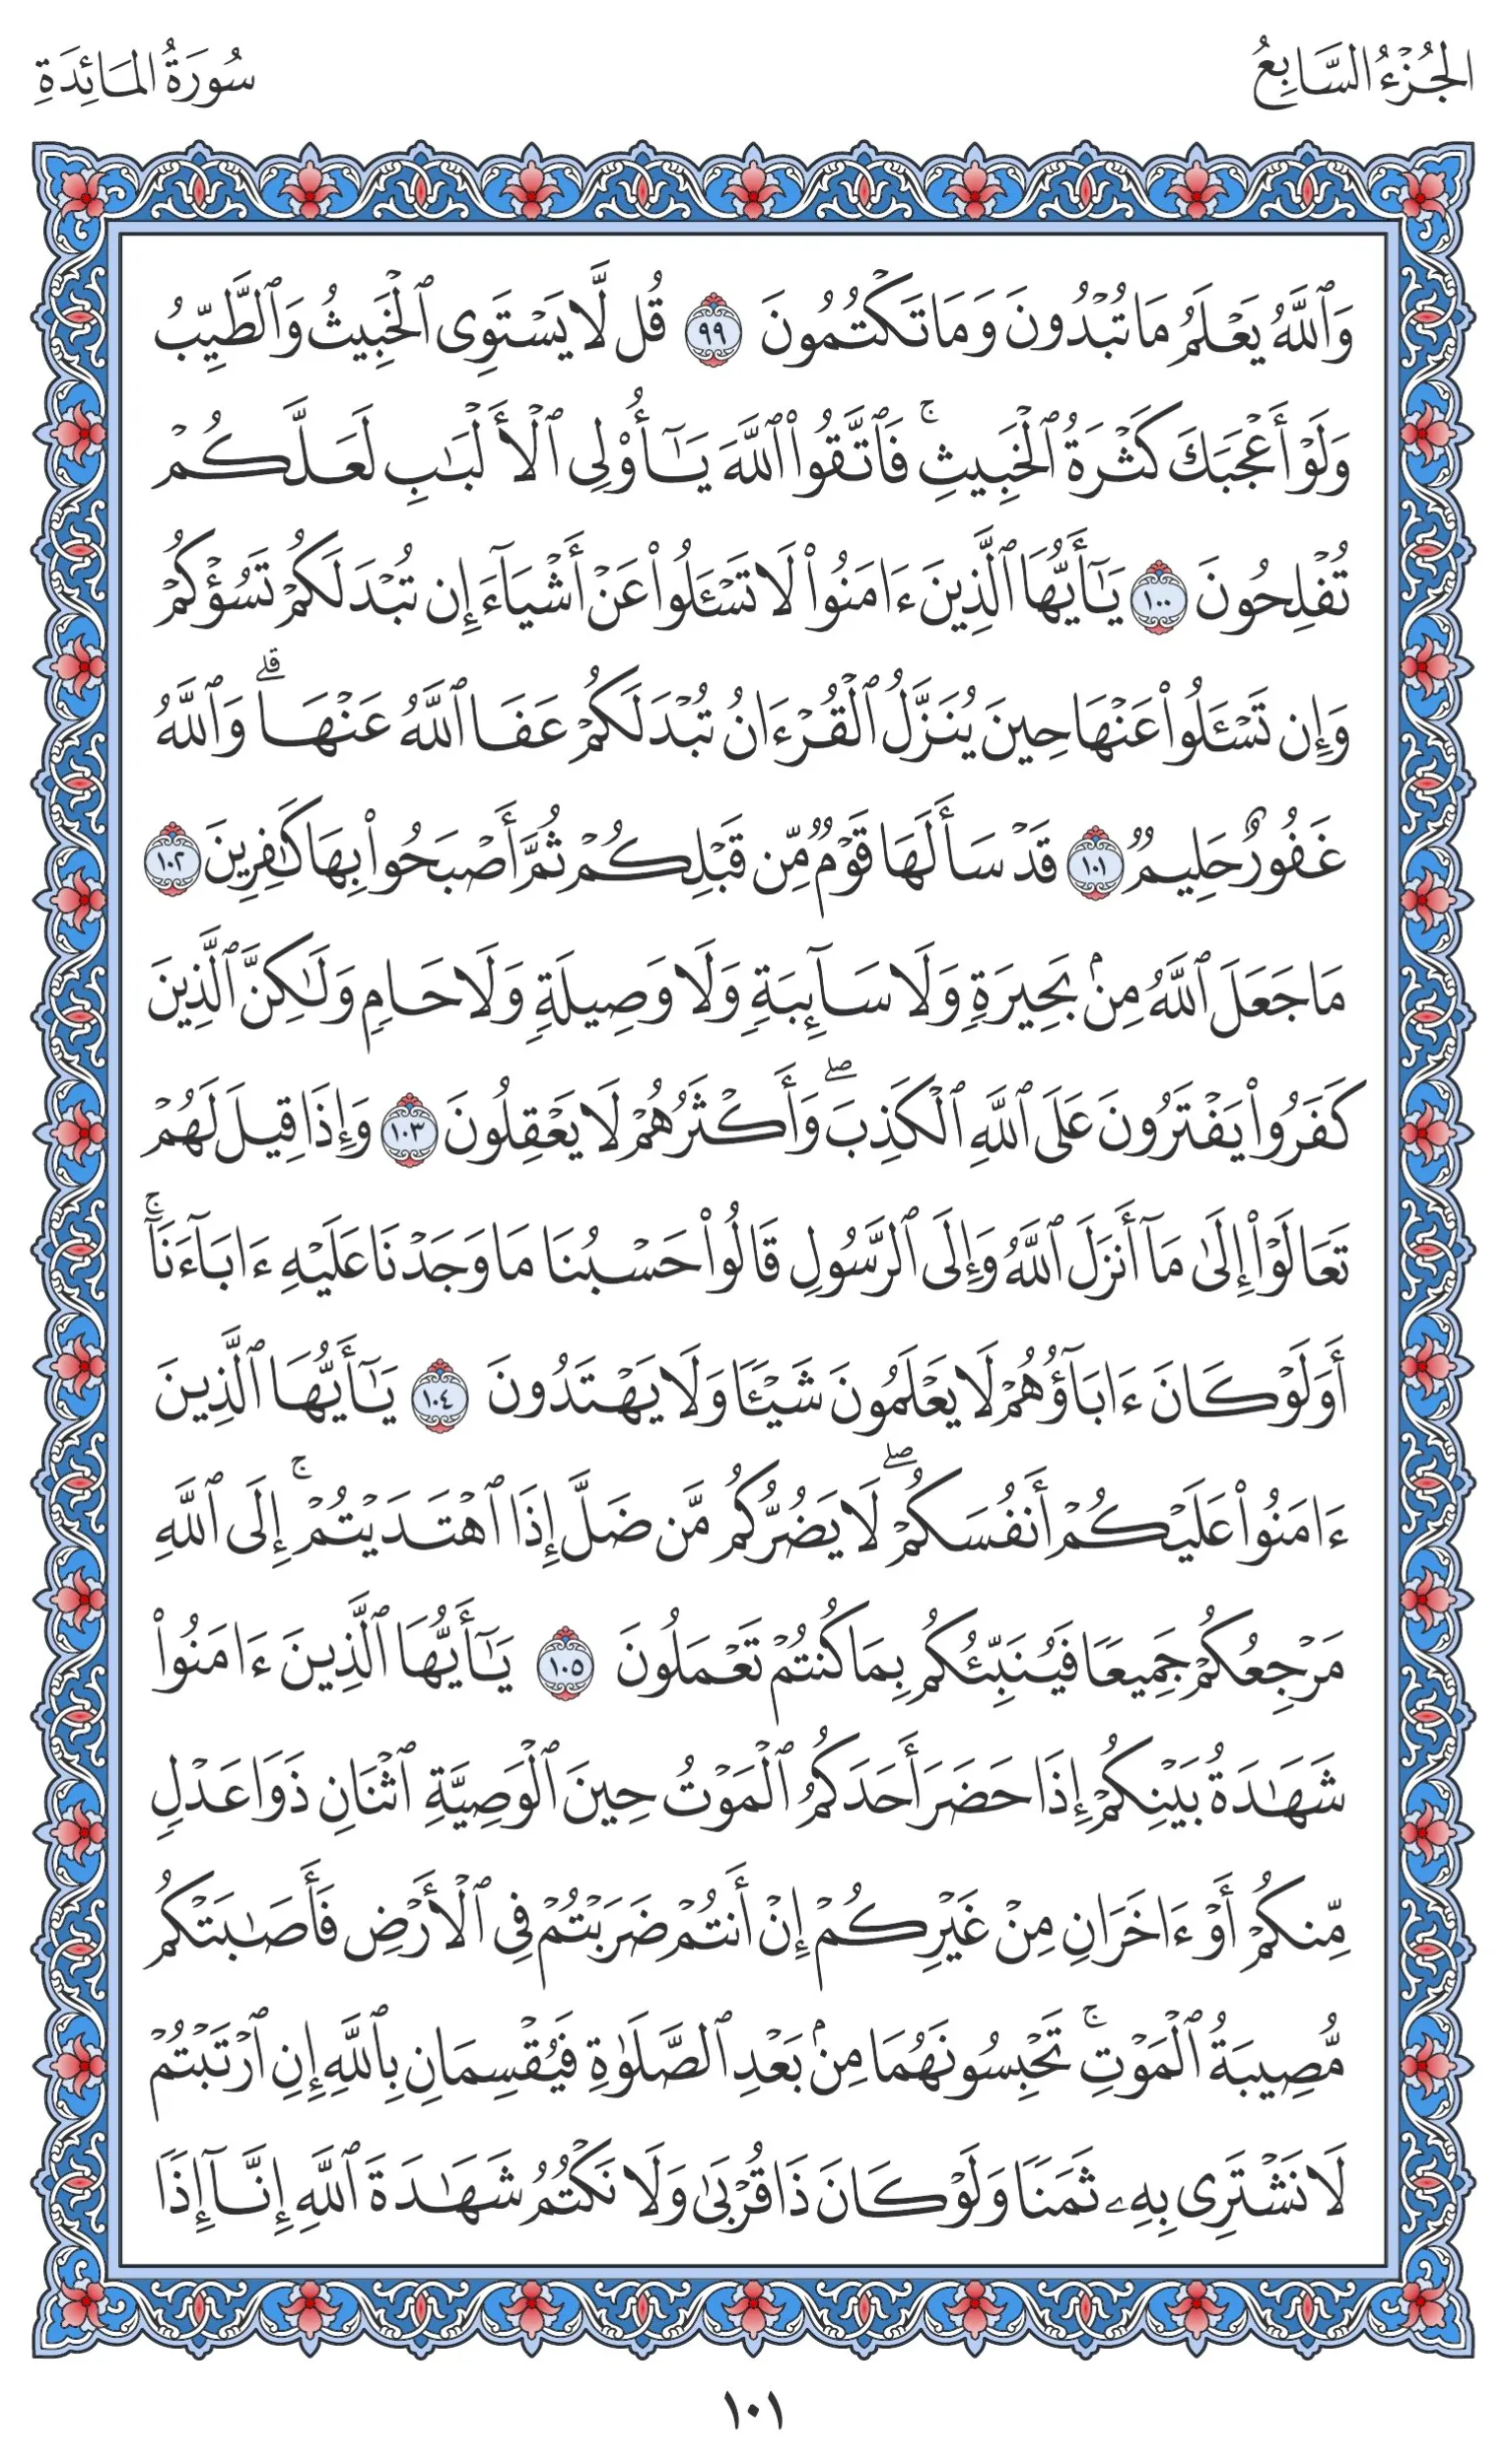 الجُزْءُ السَّابِعُ
سُورَةُ المَائِدَةِ
وَٱللَّهُ يَعْلَمُ مَا تُبْدُونَ وَمَا تَكْتُمُونَ ۝٩٩ قُل لَّا يَسْتَوِى ٱلْخَبِيثُ وَٱلطَّيِّبُ
وَلَوْ أَعْجَبَكَ كَثْرَةُ ٱلْخَبِيثِ ۚ فَٱتَّقُوا۟ ٱللَّهَ يَـٰٓأُو۟لِى ٱلْأَلْبَـٰبِ لَعَلَّكُمْ
تُفْلِحُونَ ۝١٠٠ يَـٰٓأَيُّهَا ٱلَّذِينَ ءَامَنُوا۟ لَا تَسْـَٔلُوا۟ عَنْ أَشْيَآءَ إِن تُبْدَ لَكُمْ تَسُؤْكُمْ
وَإِن تَسْـَٔلُوا۟ عَنْهَا حِينَ يُنَزَّلُ ٱلْقُرْءَانُ تُبْدَ لَكُمْ عَفَا ٱللَّهُ عَنْهَا ۗ وَٱللَّهُ
غَفُورٌ حَلِيمٌ ۝١٠١ قَدْ سَأَلَهَا قَوْمٌ مِّن قَبْلِكُمْ ثُمَّ أَصْبَحُوا۟ بِهَا كَـٰفِرِينَ ۝١٠٢
مَا جَعَلَ ٱللَّهُ مِنۢ بَحِيرَةٍ وَلَا سَآئِبَةٍ وَلَا وَصِيلَةٍ وَلَا حَامٍ وَلَـٰكِنَّ ٱلَّذِينَ
كَفَرُوا۟ يَفْتَرُونَ عَلَى ٱللَّهِ ٱلْكَذِبَ ۖ وَأَكْثَرُهُمْ لَا يَعْقِلُونَ ۝١٠٣ وَإِذَا قِيلَ لَهُمْ
تَعَالَوْا۟ إِلَىٰ مَآ أَنزَلَ ٱللَّهُ وَإِلَى ٱلرَّسُولِ قَالُوا۟ حَسْبُنَا مَا وَجَدْنَا عَلَيْهِ ءَابَآءَنَآ ۚ
أَوَلَوْ كَانَ ءَابَآؤُهُمْ لَا يَعْلَمُونَ شَيْـًٔا وَلَا يَهْتَدُونَ ۝١٠٤ يَـٰٓأَيُّهَا ٱلَّذِينَ
ءَامَنُوا۟ عَلَيْكُمْ أَنفُسَكُمْ ۖ لَا يَضُرُّكُم مَّن ضَلَّ إِذَا ٱهْتَدَيْتُمْ ۚ إِلَى ٱللَّهِ
مَرْجِعُكُمْ جَمِيعًا فَيُنَبِّئُكُم بِمَا كُنتُمْ تَعْمَلُونَ ۝١٠٥ يَـٰٓأَيُّهَا ٱلَّذِينَ ءَامَنُوا۟
شَهَـٰدَةُ بَيْنِكُمْ إِذَا حَضَرَ أَحَدَكُمُ ٱلْمَوْتُ حِينَ ٱلْوَصِيَّةِ ٱثْنَانِ ذَوَا عَدْلٍ
مِّنكُمْ أَوْ ءَاخَرَانِ مِنْ غَيْرِكُمْ إِنْ أَنتُمْ ضَرَبْتُمْ فِى ٱلْأَرْضِ فَأَصَـٰبَتْكُم
مُّصِيبَةُ ٱلْمَوْتِ ۚ تَحْبِسُونَهُمَا مِنۢ بَعْدِ ٱلصَّلَوٰةِ فَيُقْسِمَانِ بِٱللَّهِ إِنِ ٱرْتَبْتُمْ
لَا نَشْتَرِى بِهِۦ ثَمَنًا وَلَوْ كَانَ ذَا قُرْبَىٰ وَلَا نَكْتُمُ شَهَـٰدَةَ ٱللَّهِ إِنَّآ إِذًا
١٠١